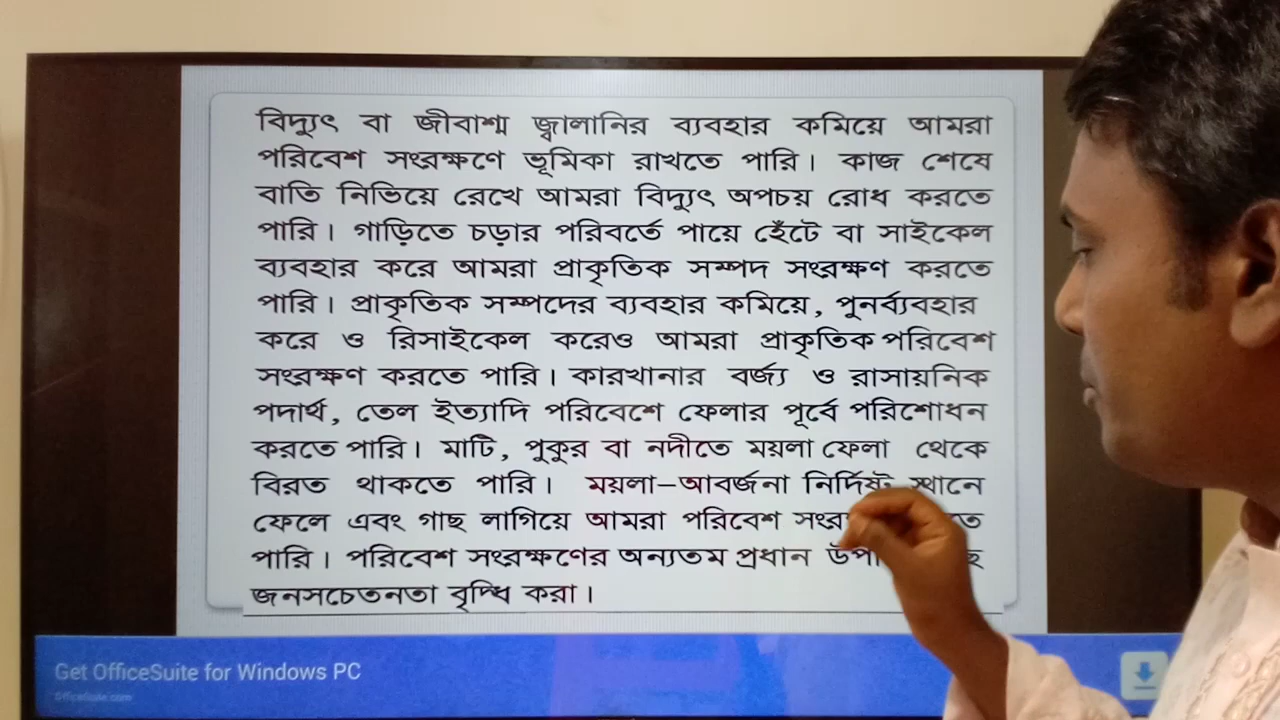 বিদ্যুৎ বা জীবাশ্ম জ্বালানির ব্যবহার কমিয়ে আমরা
পরিবেশ সংরক্ষণে ভূমিকা রাখতে পারি। কাজ শেষে
বাতি নিভিয়ে রেখে আমরা বিদ্যুৎ অপচয় রোধ করতে
পারি। গাড়িতে চড়ার পরিবর্তে পায়ে হেঁটে বা সাইকেল
ব্যবহার করে আমরা প্রাকৃতিক সম্পদ সংরক্ষণ করতে
পারি। প্রাকৃতিক সম্পদের ব্যবহার কমিয়ে, পুনর্ব্যবহার
করে ও রিসাইকেল করেও আমরা প্রাকৃতিক পরিবেশ
সংরক্ষণ করতে পারি। কারখানার বর্জ্য ও রাসায়নিক
পদার্থ, তেল ইত্যাদি পরিবেশে ফেলার পূর্বে পরিশোধন
করতে পারি। মাটি, পুকুর বা নদীতে ময়লা ফেলা থেকে
বিরত থাকতে পারি। ময়লা-আবর্জনা নির্দিষ্ট স্থানে
ফেলে এবং গাছ লাগিয়ে আমরা পরিবেশ
পারি। পরিবেশ সংরক্ষণের অন্যতম প্রধান
জনসচেতনতা বৃদ্ধি করা।
Get OfficeSuite for Windows PC
OfficeSuite.com